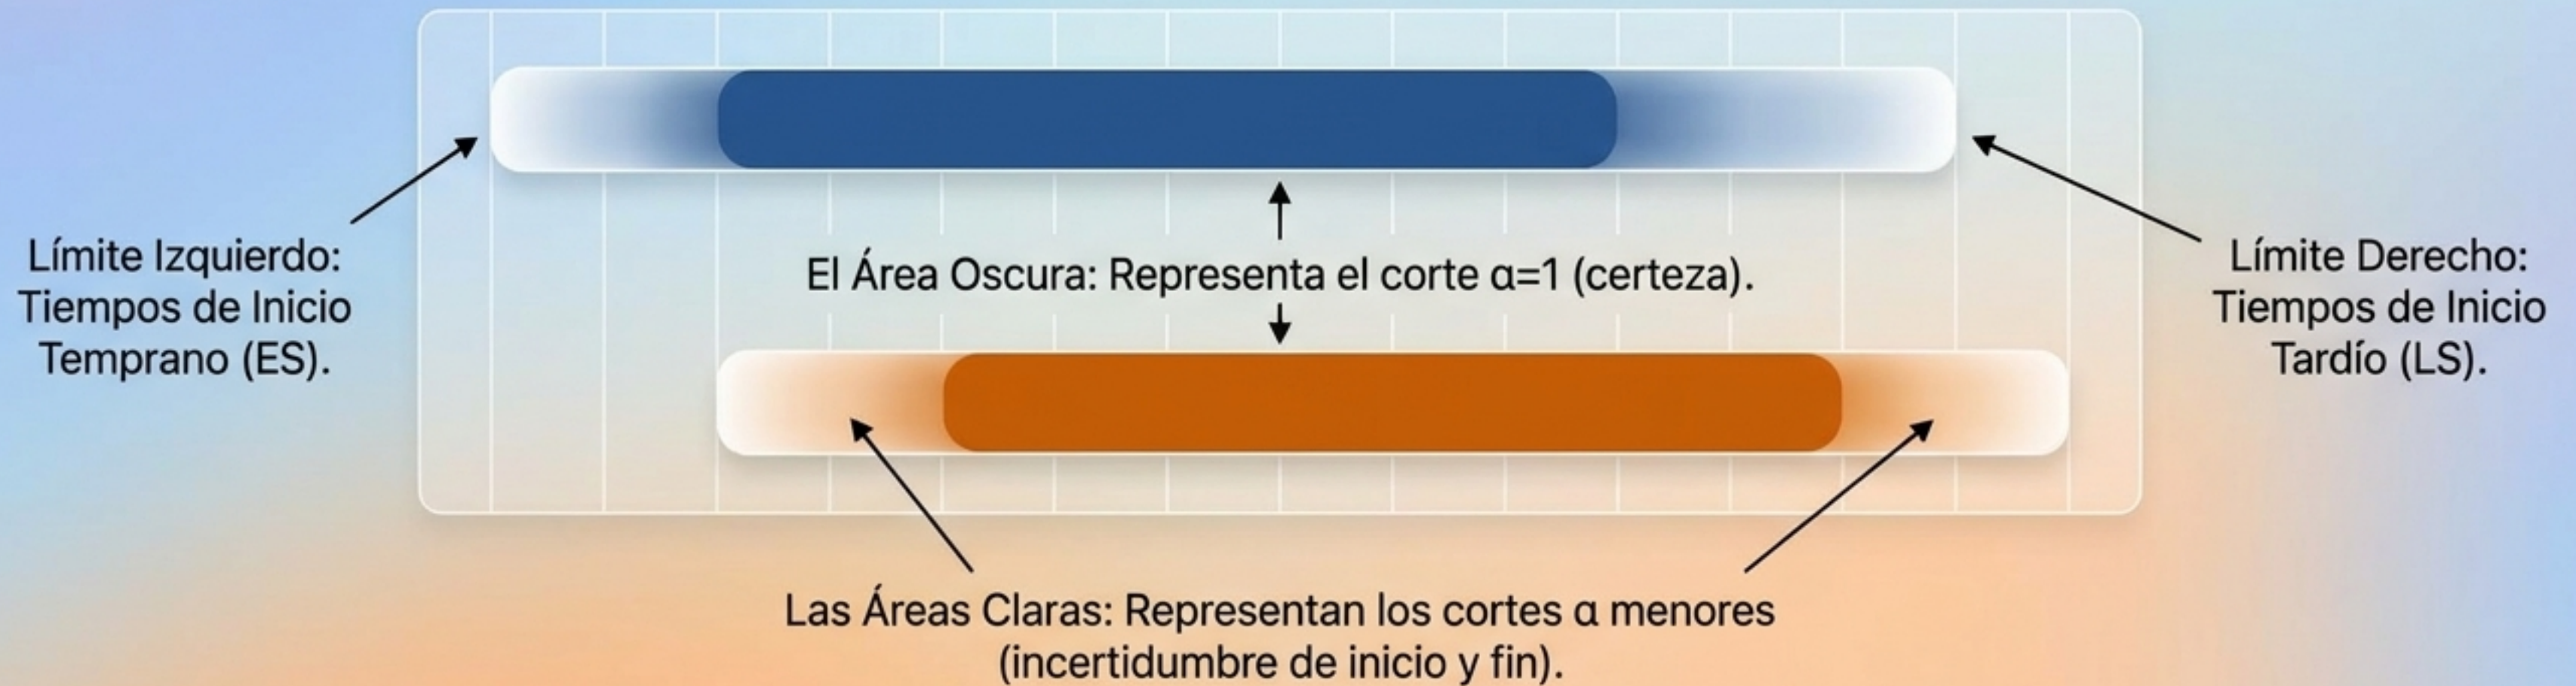 Límite Izquierdo:
Tiempos de Inicio
Temprano (ES).
El Área Oscura: Representa el corte α=1 (certeza).
Límite Derecho:
Tiempos de Inicio
Tardío (LS).
Las Áreas Claras: Representan los cortes α menores
(incertidumbre de inicio y fin).